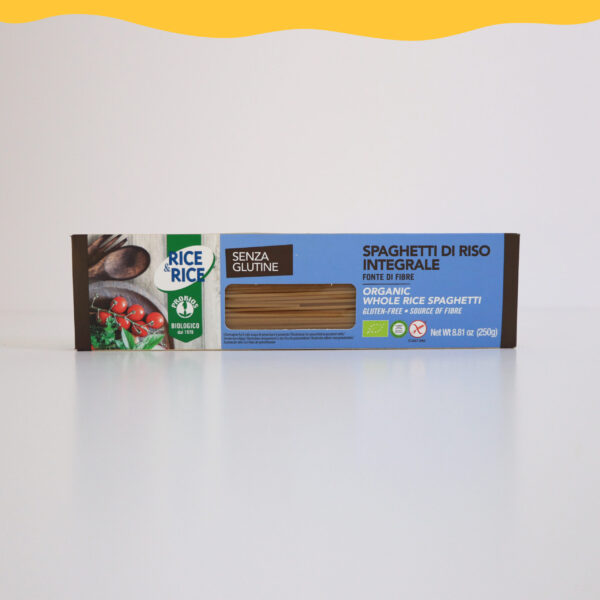 RICE
&
RICE
PROBIOS
BIOLOGICO
dal 1978
SENZA
GLUTINE
SPAGHETTI DI RISO
INTEGRALE
FONTE DI FIBRE
ORGANIC
WHOLE RICE SPAGHETTI
GLUTEN-FREE • SOURCE OF FIBRE
Net Wt 8.81 oz (250g)